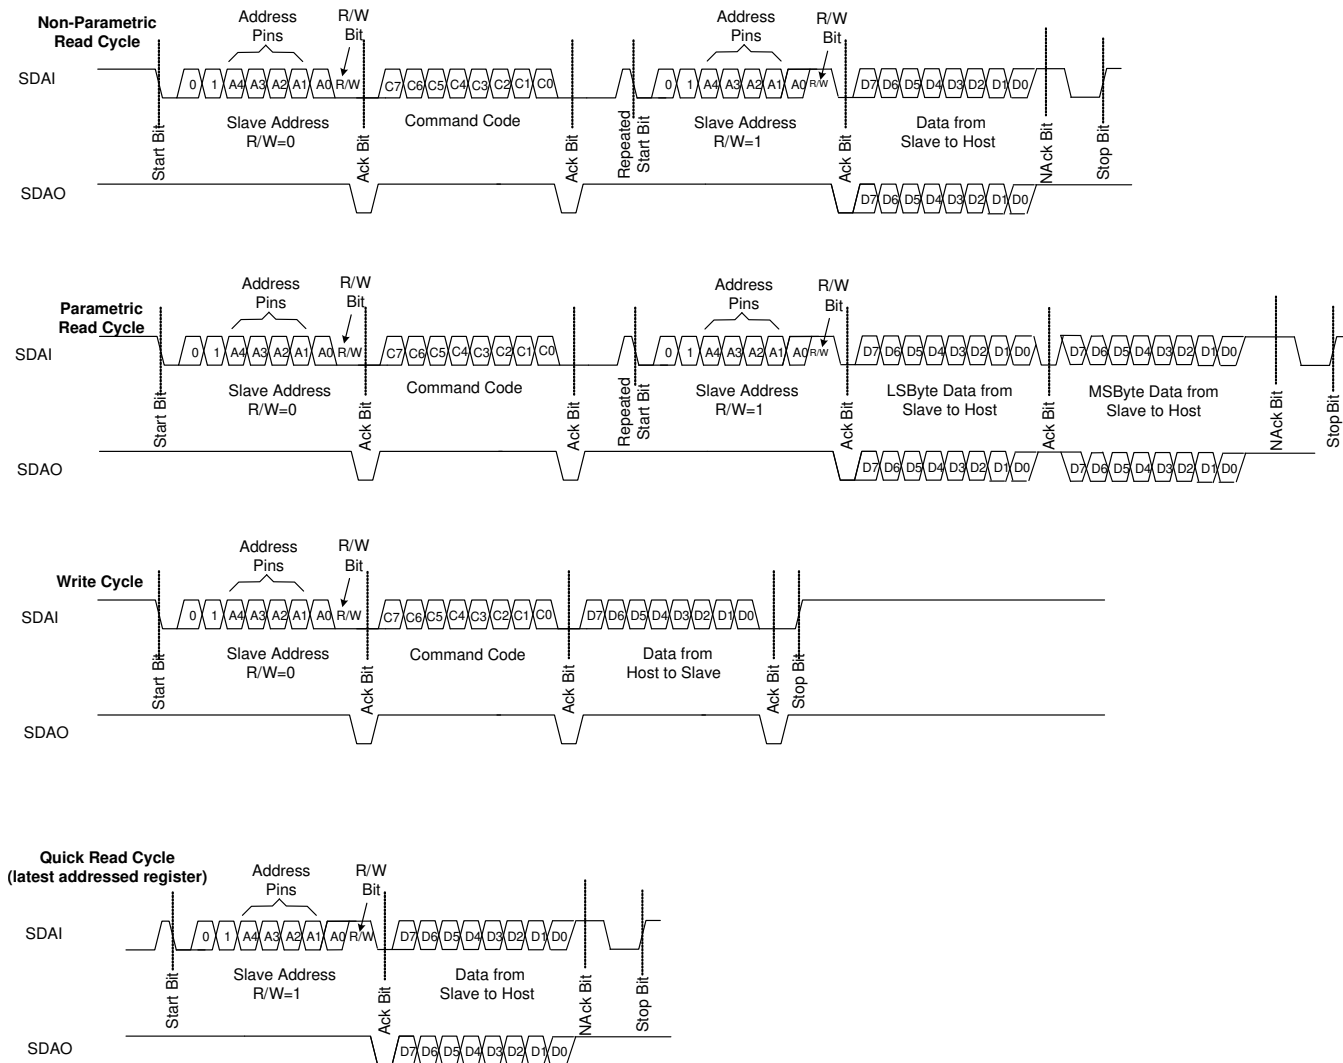 Non-Parametric
Read Cycle
Address
Pins
R/W
Bit
Address
Pins
R/W
Bit
SDAI
0 1 A4 A3 A2 A1 A0 R/W C7 C6 C5 C4 C3 C2 C1 C0 0 1 A4 A3 A2 A1 A0 R/W D7 D6 D5 D4 D3 D2 D1 D0
Start Bit
Slave Address
R/W=0
Ack Bit
Command Code
Ack Bit
Repeated
Start Bit
Slave Address
R/W=1
Ack Bit
Data from
Slave to Host
NAck Bit
Stop Bit
SDAO
D7 D6 D5 D4 D3 D2 D1 D0
Parametric
Read Cycle
Address
Pins
R/W
Bit
Address
Pins
R/W
Bit
SDAI
0 1 A4 A3 A2 A1 A0 R/W C7 C6 C5 C4 C3 C2 C1 C0 0 1 A4 A3 A2 A1 A0 R/W D7 D6 D5 D4 D3 D2 D1 D0 D7 D6 D5 D4 D3 D2 D1 D0
Start Bit
Slave Address
R/W=0
Ack Bit
Command Code
Ack Bit
Repeated
Start Bit
Slave Address
R/W=1
Ack Bit
LSByte Data from
Slave to Host
Ack Bit
MSByte Data from
Slave to Host
NAck Bit
Stop Bit
SDAO
D7 D6 D5 D4 D3 D2 D1 D0 D7 D6 D5 D4 D3 D2 D1 D0
Write Cycle
Address
Pins
R/W
Bit
SDAI
0 1 A4 A3 A2 A1 A0 R/W C7 C6 C5 C4 C3 C2 C1 C0 D7 D6 D5 D4 D3 D2 D1 D0
Start Bit
Slave Address
R/W=0
Ack Bit
Command Code
Ack Bit
Data from
Host to Slave
Ack Bit
Stop Bit
SDAO
Quick Read Cycle
(latest addressed register)
Address
Pins
R/W
Bit
SDAI
0 1 A4 A3 A2 A1 A0 R/W D7 D6 D5 D4 D3 D2 D1 D0
Start Bit
Slave Address
R/W=1
Ack Bit
Data from
Slave to Host
NAck Bit
Stop Bit
SDAO
D7 D6 D5 D4 D3 D2 D1 D0